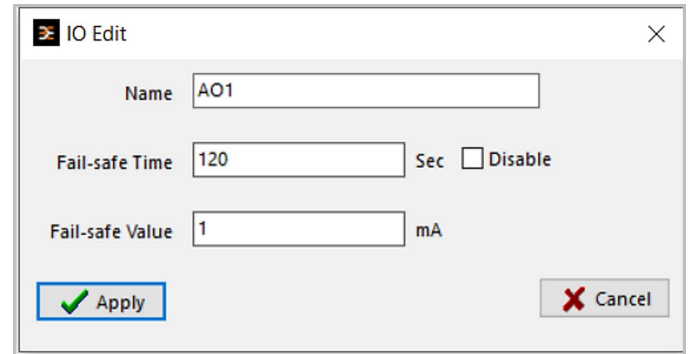 IO Edit
Name AO1
Fail-safe Time 120 Sec Disable
Fail-safe Value 1 mA
Apply Cancel